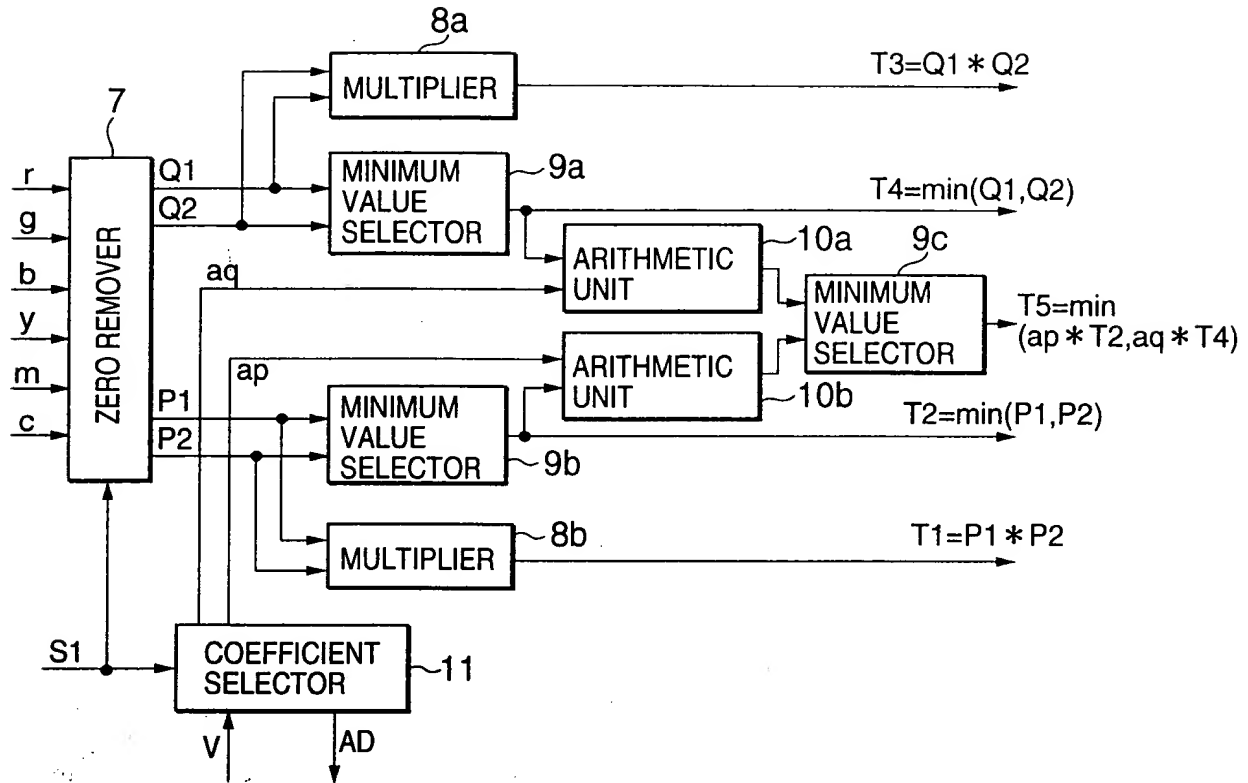 8a
MULTIPLIER
T3=Q1*Q2
7
ZERO REMOVER
r
g
b
y
m
c
Q1
Q2
P1
P2
MINIMUM
VALUE
SELECTOR
9a
T4=min(Q1,Q2)
aq
ARITHMETIC
UNIT
10a
9c
MINIMUM
VALUE
SELECTOR
T5=min
(ap*T2,aq*T4)
ap
ARITHMETIC
UNIT
10b
MINIMUM
VALUE
SELECTOR
9b
T2=min(P1,P2)
MULTIPLIER
8b
T1=P1*P2
S1
COEFFICIENT
SELECTOR
11
V
AD